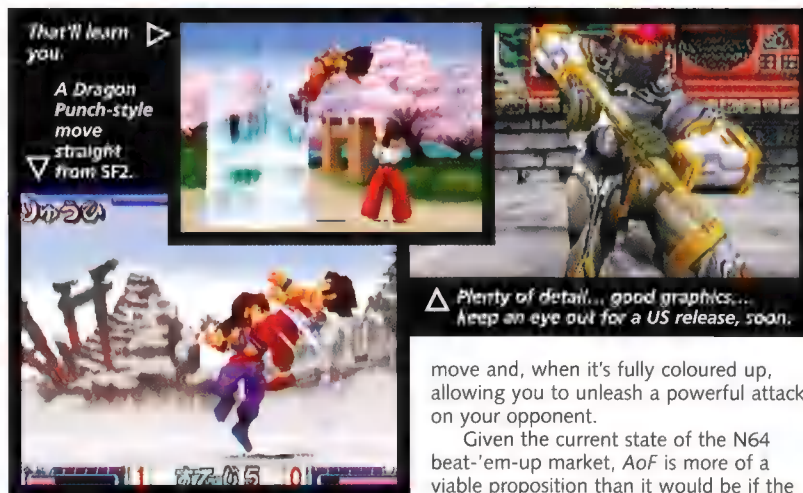 That'll learn
you.
A Dragon
Punch-style
move
straight
from SF2.
りゅうひ
1 0
Plenty of detail... good graphics...
keep an eye out for a US release, soon.
move and, when it's fully coloured up,
allowing you to unleash a powerful attack
on your opponent.
Given the current state of the N64
beat-'em-up market, AoF is more of a
viable proposition than it would be if the